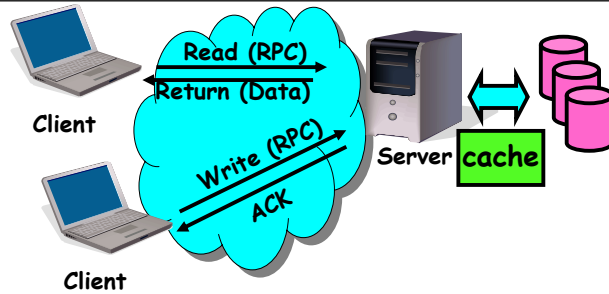 Read (RPC)
Return (Data)
Client
Write (RPC)
ACK
Server
cache
Client